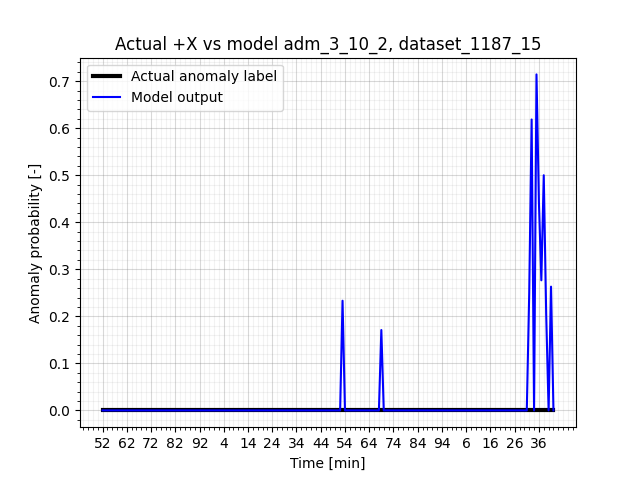 Actual +X vs model adm_3_10_2, dataset_1187_15
Actual anomaly label
Model output
Anomaly probability [-]
0.7
0.6
0.5
0.4
0.3
0.2
0.1
0.0
52 62 72 82 92 4 14 24 34 44 54 64 74 84 94 6 16 26 36
Time [min]